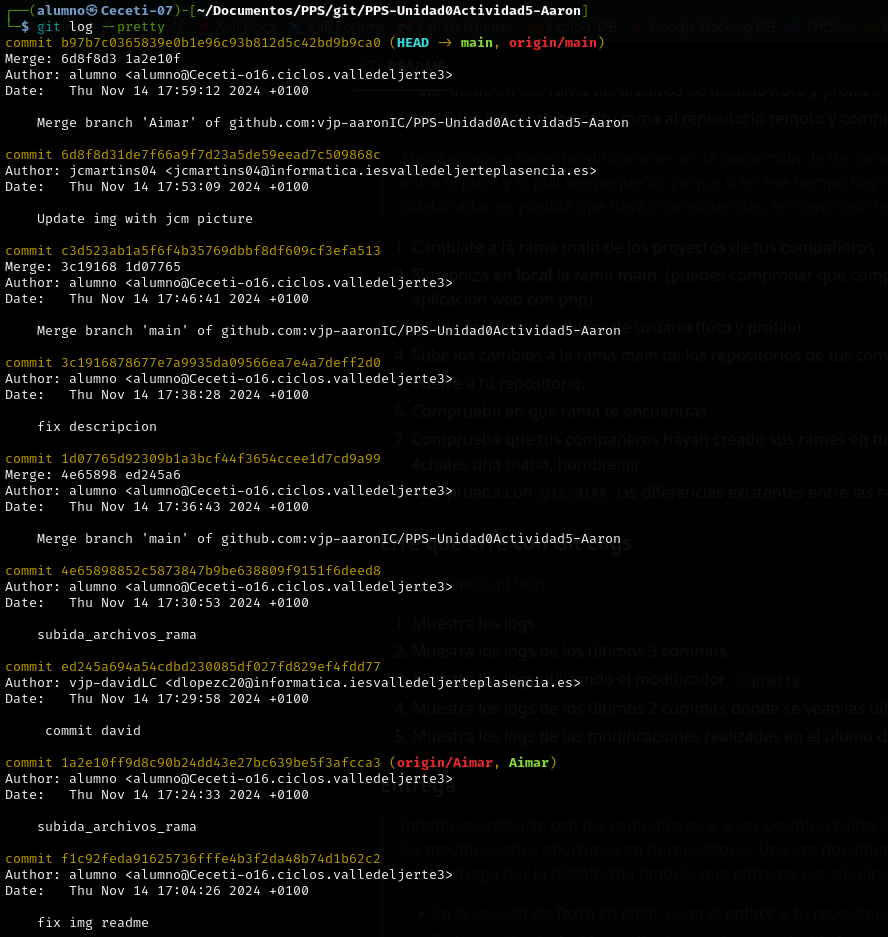 ┌──(alumno㉿Ceceti-07)-[~/Documentos/PPS/git/PPS-Unidad0Actividad5-Aaron]
└─$ git log --pretty
commit b97b7c0365839e0b1e96c93b812d5c42bd9b9ca0 (HEAD -> main, origin/main)
Merge: 6d8f8d3 1a2e10f
Author: alumno <alumno@Ceceti-o16.ciclos.valledeljerte3>
Date:   Thu Nov 14 17:59:12 2024 +0100
    Merge branch 'Aimar' of github.com:vjp-aaronIC/PPS-Unidad0Actividad5-Aaron
commit 6d8f8d31de7f66a9f7d23a5de59eead7c509868c
Author: jcmartins04 <jcmartins04@informatica.iesvalledeljerteplasencia.es>
Date:   Thu Nov 14 17:53:09 2024 +0100
    Update img with jcm picture
commit c3d523ab1a5f6f4b35769dbbf8df609cf3efa513
Merge: 3c19168 1d07765
Author: alumno <alumno@Ceceti-o16.ciclos.valledeljerte3>
Date:   Thu Nov 14 17:46:41 2024 +0100
    Merge branch 'main' of github.com:vjp-aaronIC/PPS-Unidad0Actividad5-Aaron
commit 3c1916878677e7a9935da09566ea7e4a7deff2d0
Author: alumno <alumno@Ceceti-o16.ciclos.valledeljerte3>
Date:   Thu Nov 14 17:38:28 2024 +0100
    fix descripcion
commit 1d07765d92309b1a3bcf44f3654ccee1d7cd9a99
Merge: 4e65898 ed245a6
Author: alumno <alumno@Ceceti-o16.ciclos.valledeljerte3>
Date:   Thu Nov 14 17:36:43 2024 +0100
    Merge branch 'main' of github.com:vjp-aaronIC/PPS-Unidad0Actividad5-Aaron
commit 4e65898852c5873847b9be638809f9151f6deed8
Author: alumno <alumno@Ceceti-o16.ciclos.valledeljerte3>
Date:   Thu Nov 14 17:30:53 2024 +0100
    subida_archivos_rama
commit ed245a694a54cdbd230085df027fd829ef4fdd77
Author: vjp-davidLC <dlopezc20@informatica.iesvalledeljerteplasencia.es>
Date:   Thu Nov 14 17:29:58 2024 +0100
     commit david
commit 1a2e10ff9d8c90b24dd43e27bc639be5f3afcca3 (origin/Aimar, Aimar)
Author: alumno <alumno@Ceceti-o16.ciclos.valledeljerte3>
Date:   Thu Nov 14 17:24:33 2024 +0100
    subida_archivos_rama
commit f1c92feda91625736fffe4b3f2da48b74d1b62c2
Author: alumno <alumno@Ceceti-o16.ciclos.valledeljerte3>
Date:   Thu Nov 14 17:04:26 2024 +0100
    fix img readme